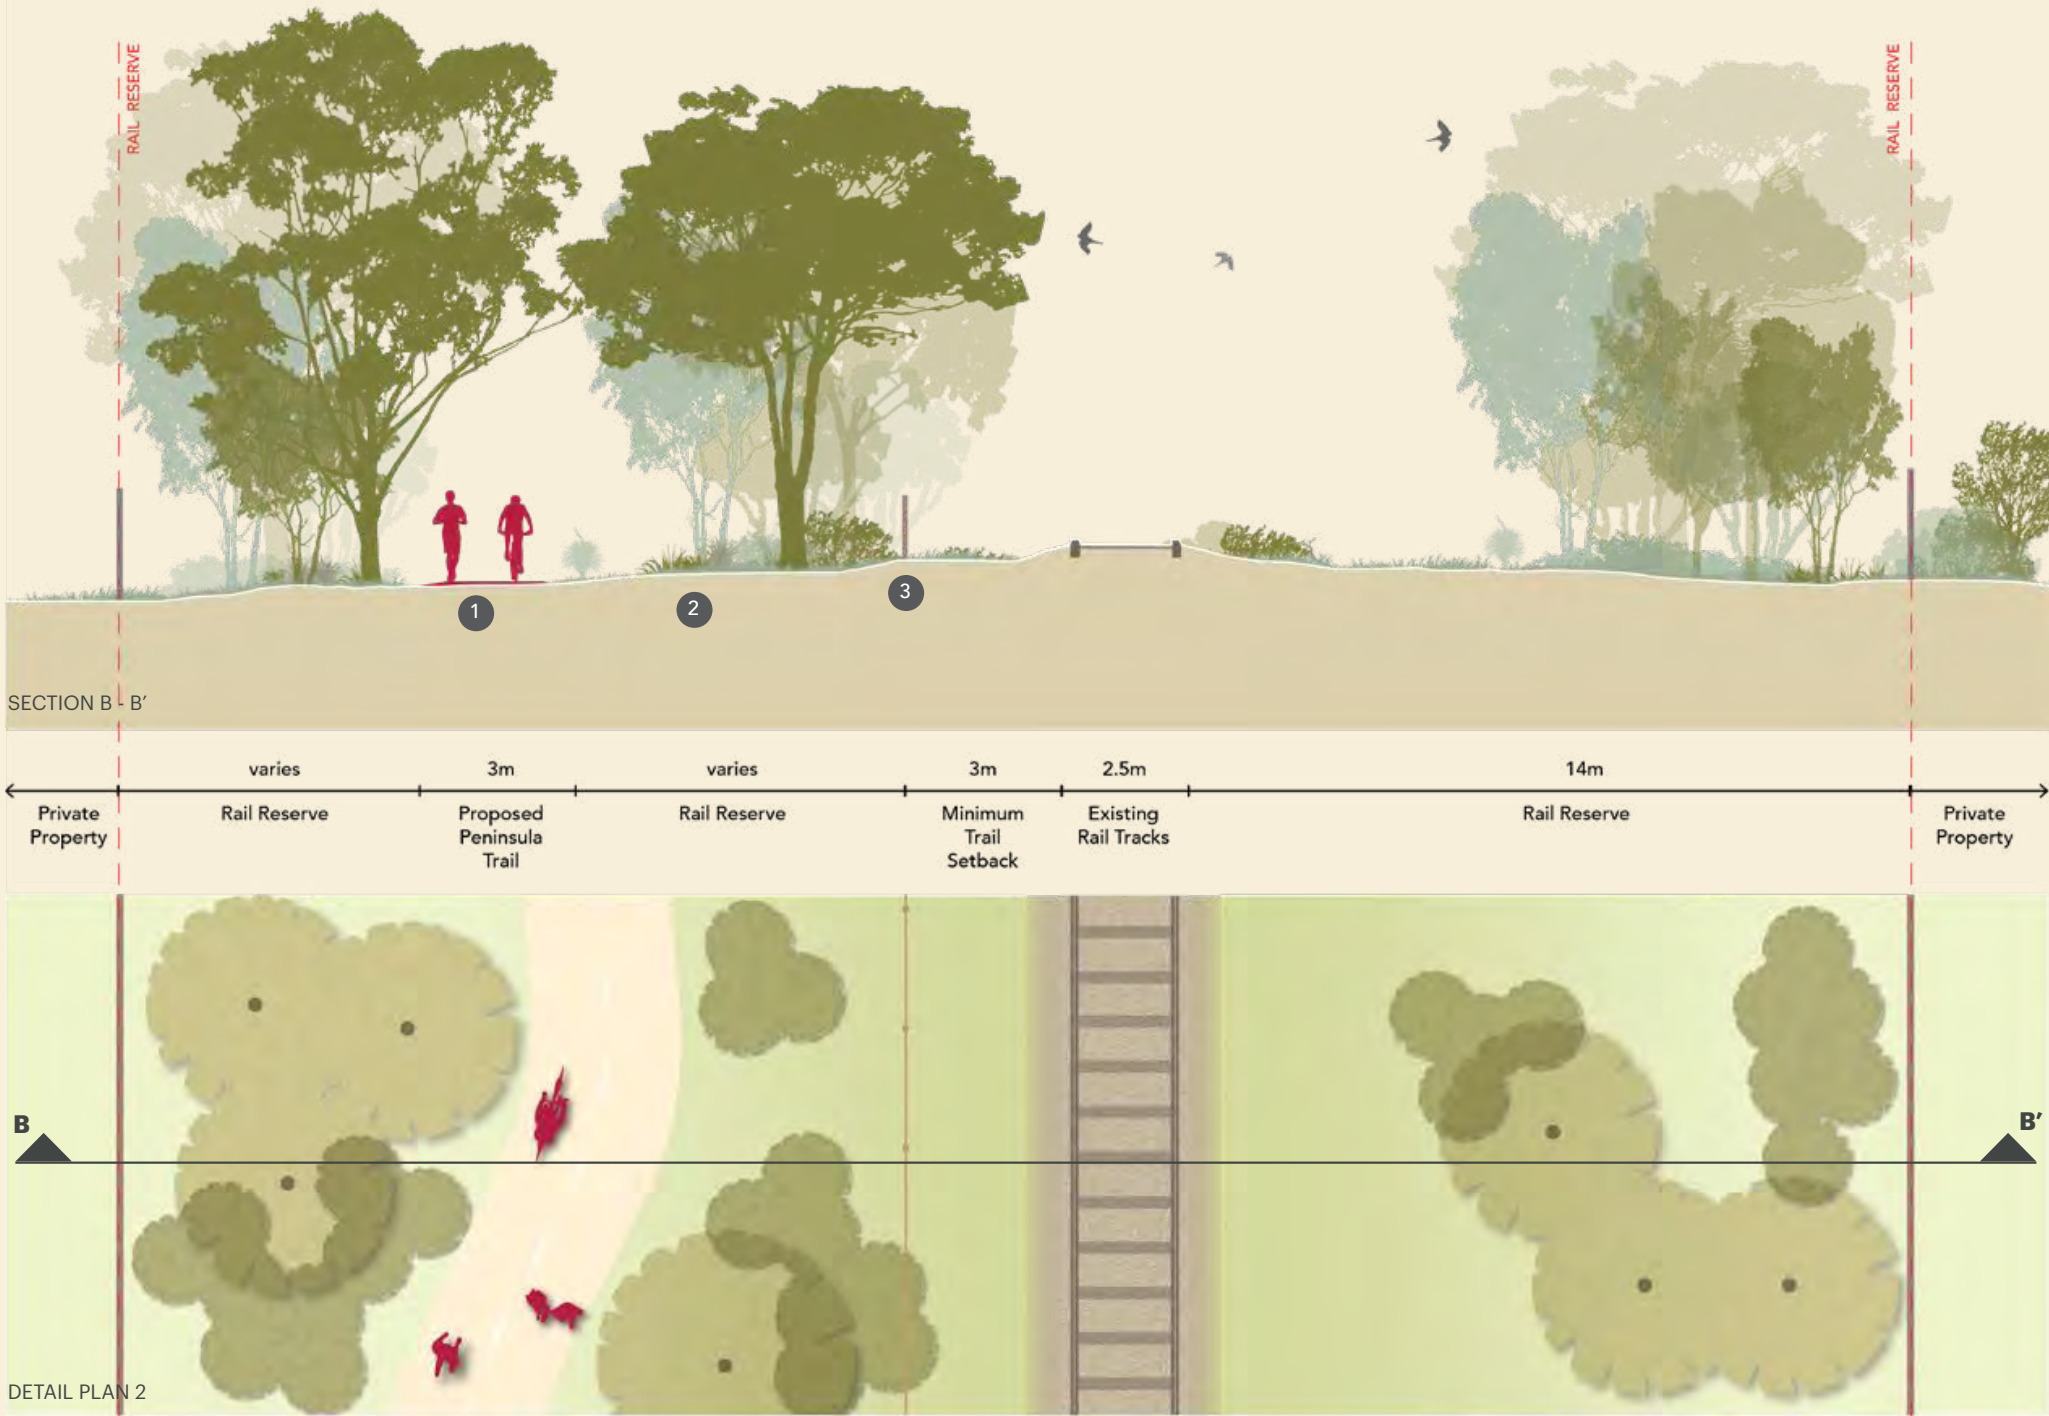 RAIL RESERVE
RAIL RESERVE
1
2
3
SECTION B - B'
varies
3m
varies
3m
2.5m
14m
Private
Property
Rail Reserve
Proposed
Peninsula
Trail
Rail Reserve
Minimum
Trail
Setback
Existing
Rail Tracks
Rail Reserve
Private
Property
B
B'
DETAIL PLAN 2